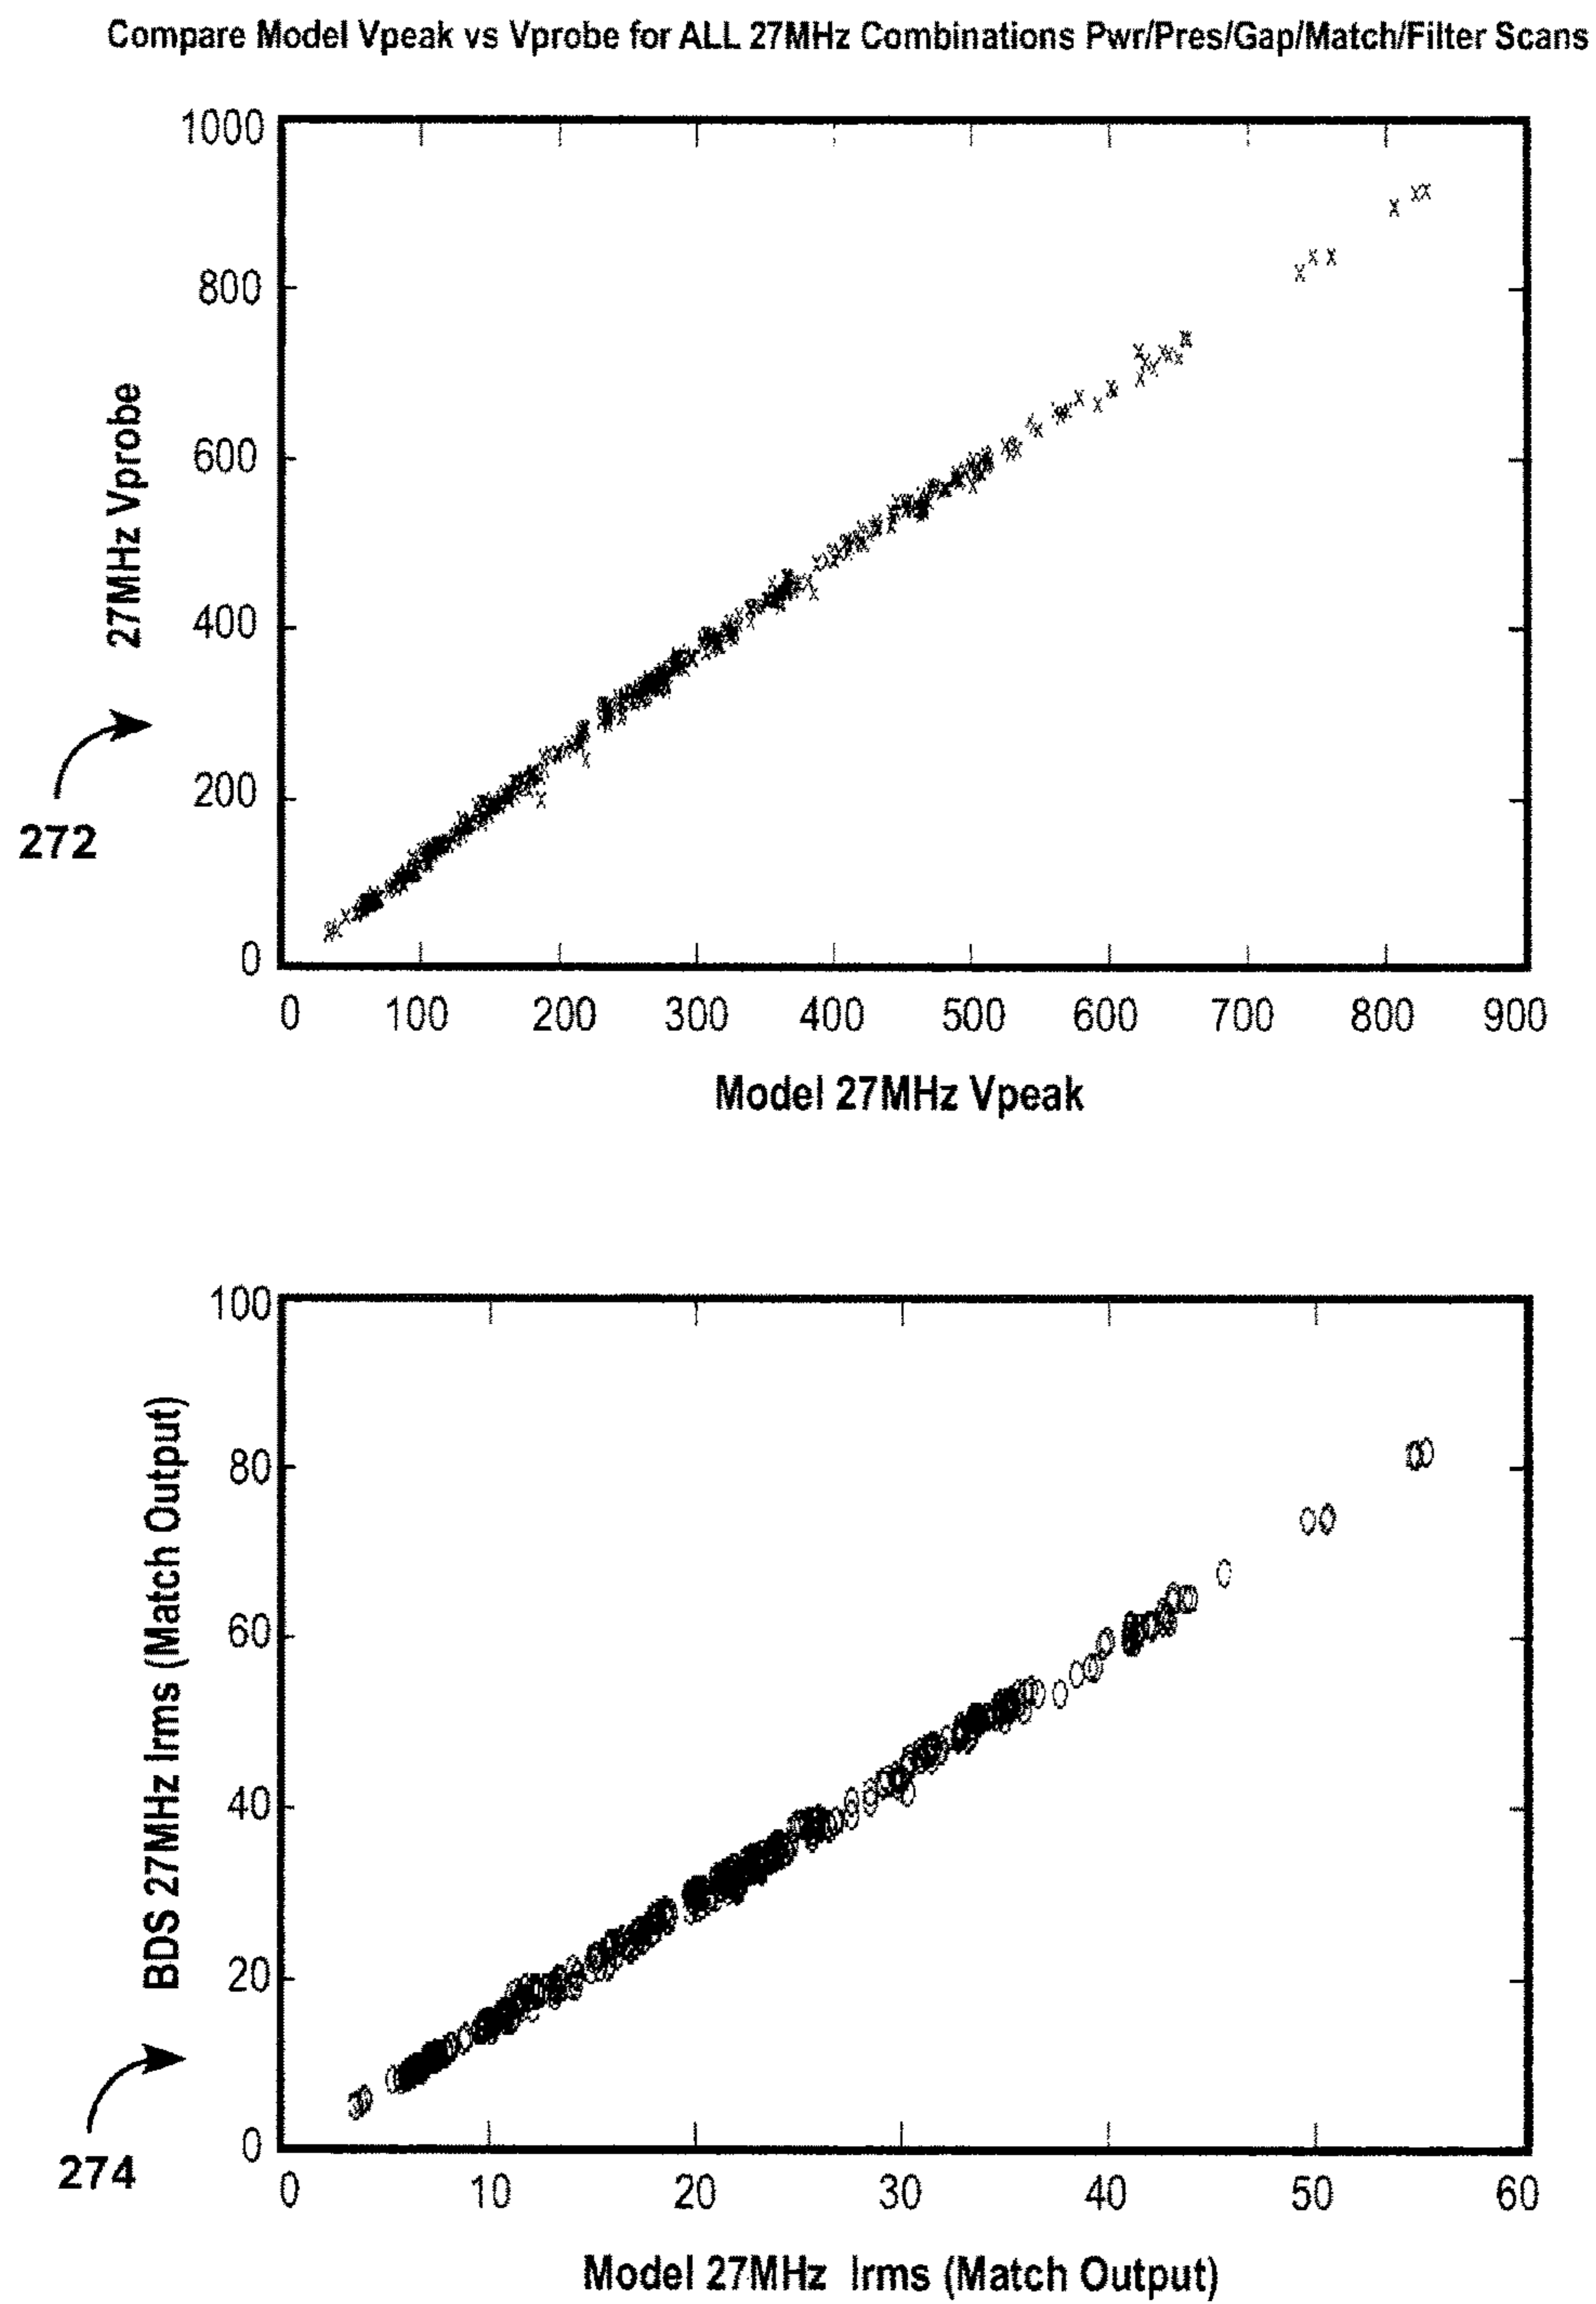 Compare Model Vpeak vs Vprobe for ALL 27MHz Combinations Pwr/Pres/Gap/Match/Filter Scans
1000
800
600
400
200
0
27MHz Vprobe
272
0 100 200 300 400 500 600 700 800 900
Model 27MHz Vpeak
100
80
60
40
20
0
BDS 27MHz Irms (Match Output)
274
0 10 20 30 40 50 60
Model 27MHz Irms (Match Output)